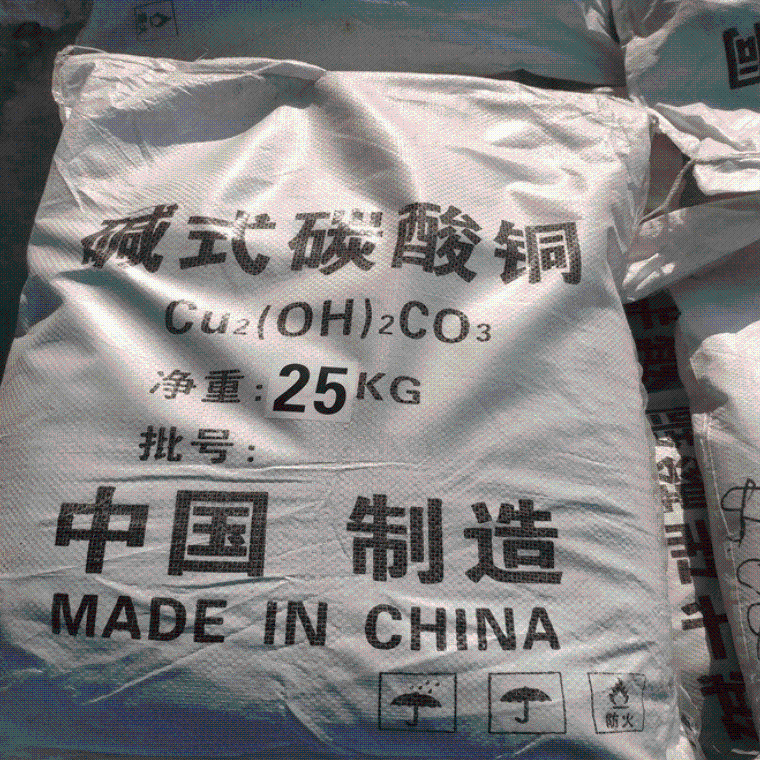 碱式碳酸铜
Cu₂(OH)₂CO₃
净重:25KG
批号:
中国 制造
MADE IN CHINA
防火